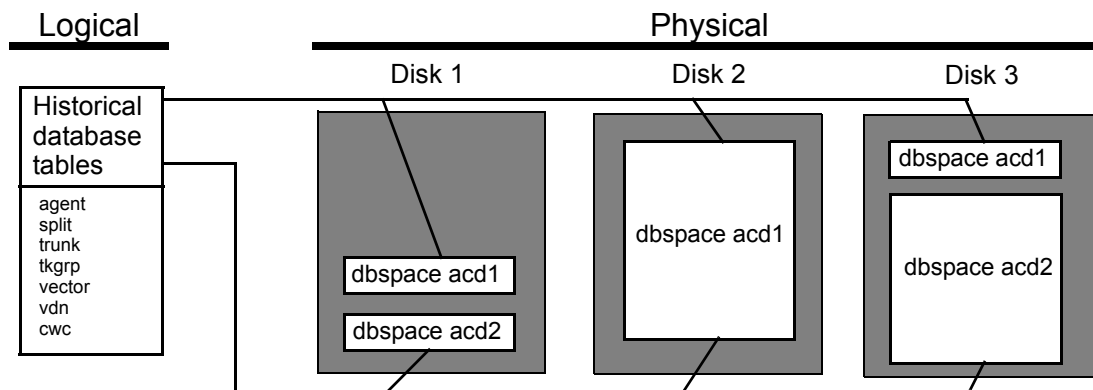 Logical
Physical
Disk 1
Disk 2
Disk 3
Historical
database
tables
agent
split
trunk
tkgrp
vector
vdn
cwc
dbspace acd1
dbspace acd2
dbspace acd1
dbspace acd1
dbspace acd2